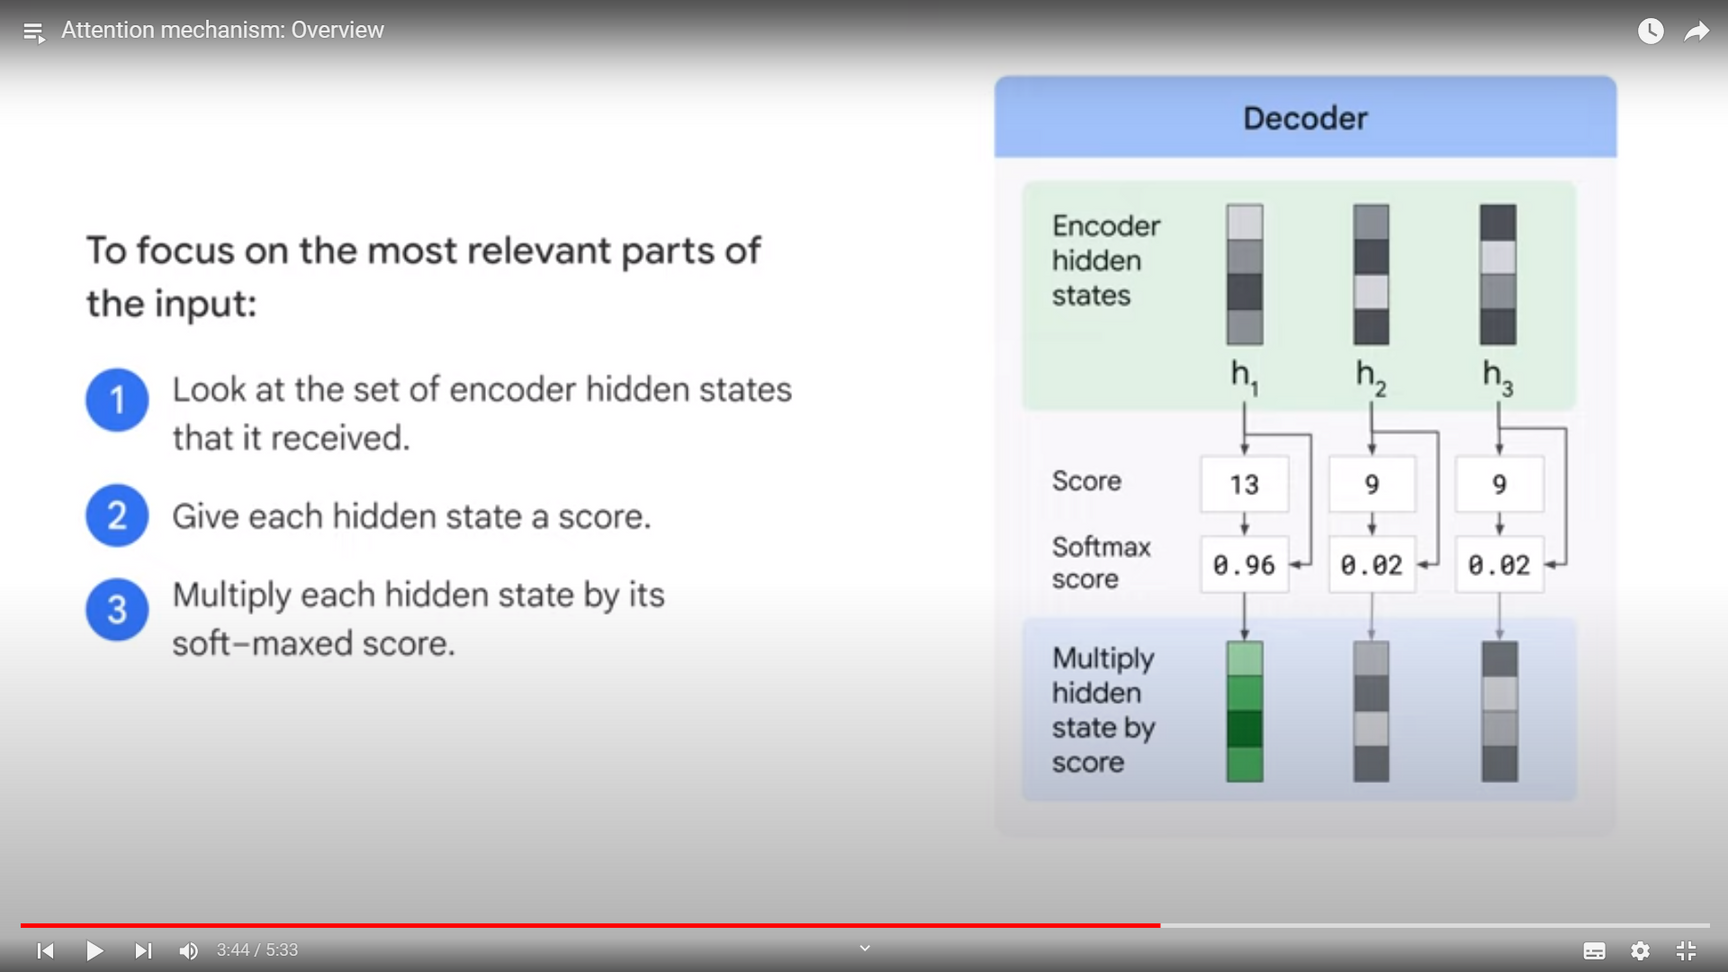 Attention mechanism: Overview
To focus on the most relevant parts of
the input:
1 Look at the set of encoder hidden states
that it received.
2 Give each hidden state a score.
3 Multiply each hidden state by its
soft-maxed score.
Decoder
Encoder
hidden
states
h1 h2 h3
Score 13 9 9
Softmax
score
0.96 0.02 0.02
Multiply
hidden
state by
score
3:44 / 5:33